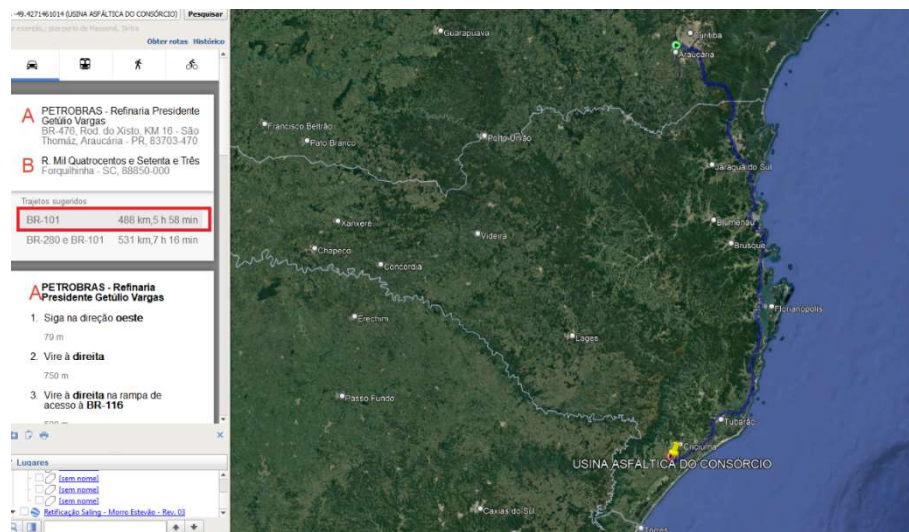 -49.4271461014 (USINA ASFÁLTICA DO CONSÓRCIO)
Pesquisar
Obter rotas Histórico
A PETROBRAS - Refinaria Presidente
Getúlio Vargas
BR-476, Rod. do Xisto, KM 16 - São
Thomáz, Araucária - PR, 83703-470
B R. Mil Quatrocentos e Setenta e Três
Forquilhinha - SC, 88850-000
Trajetos sugeridos
BR-101 488 km, 5 h 58 min
BR-280 e BR-101 531 km, 7 h 16 min
A PETROBRAS - Refinaria
Presidente Getúlio Vargas
1. Siga na direção oeste
79 m
2. Vire à direita
750 m
3. Vire à direita na rampa de
acesso à BR-116
Lugares
[sem nome]
[sem nome]
[sem nome]
Retificação Saling - Morro Estevão - Rev. 03
Guarapuava
Curitiba
Araucária
Francisco Beltrão
Pato Branco
Porto União
Jaraguá do Sul
Xanxerê
Videira
Blumenau
Brusque
Chapecó
Concordia
Erechim
Florianópolis
Lages
Passo Fundo
Tubarão
Criciúma
USINA ASFÁLTICA DO CONSÓRCIO
Caxias do Sul
Torres